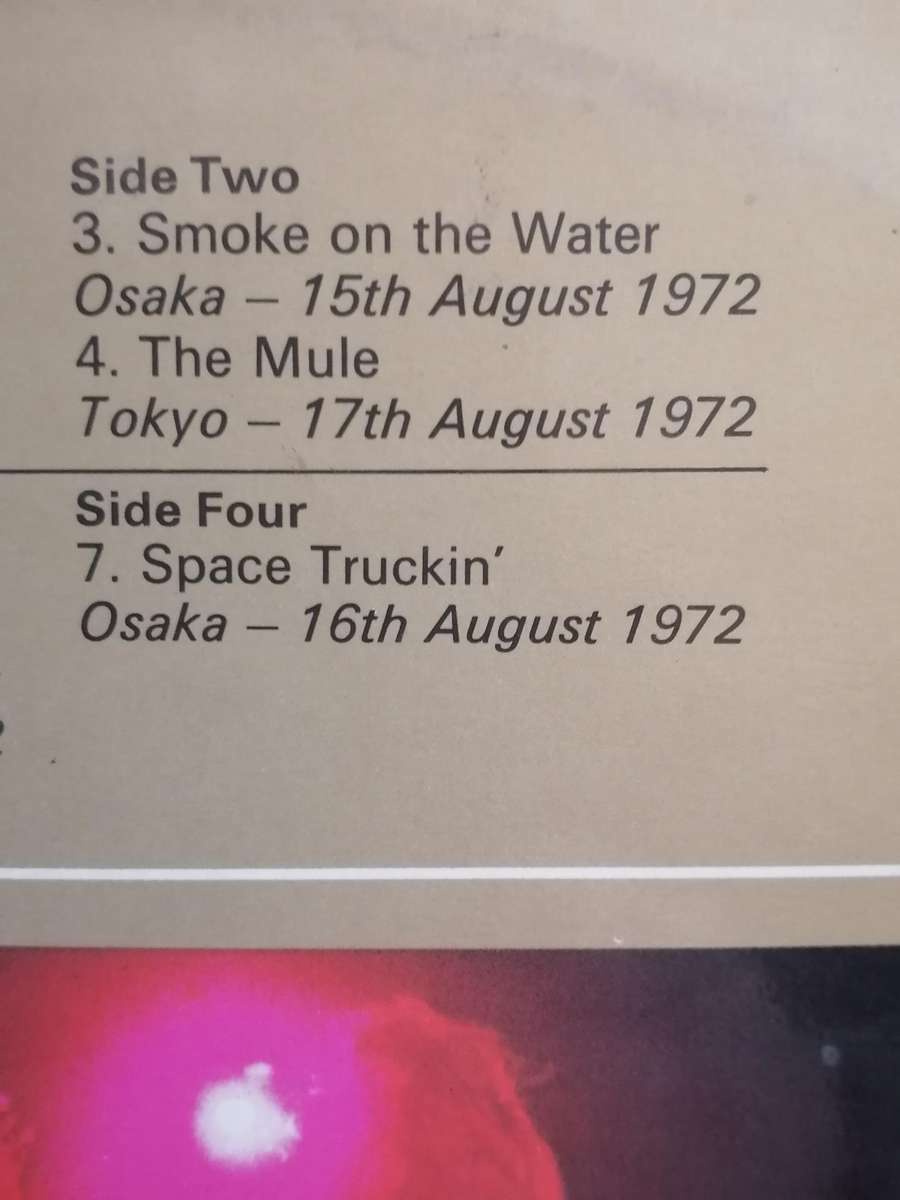 Side Two
3. Smoke on the Water
Osaka – 15th August 1972
4. The Mule
Tokyo – 17th August 1972
Side Four
7. Space Truckin’
Osaka – 16th August 1972